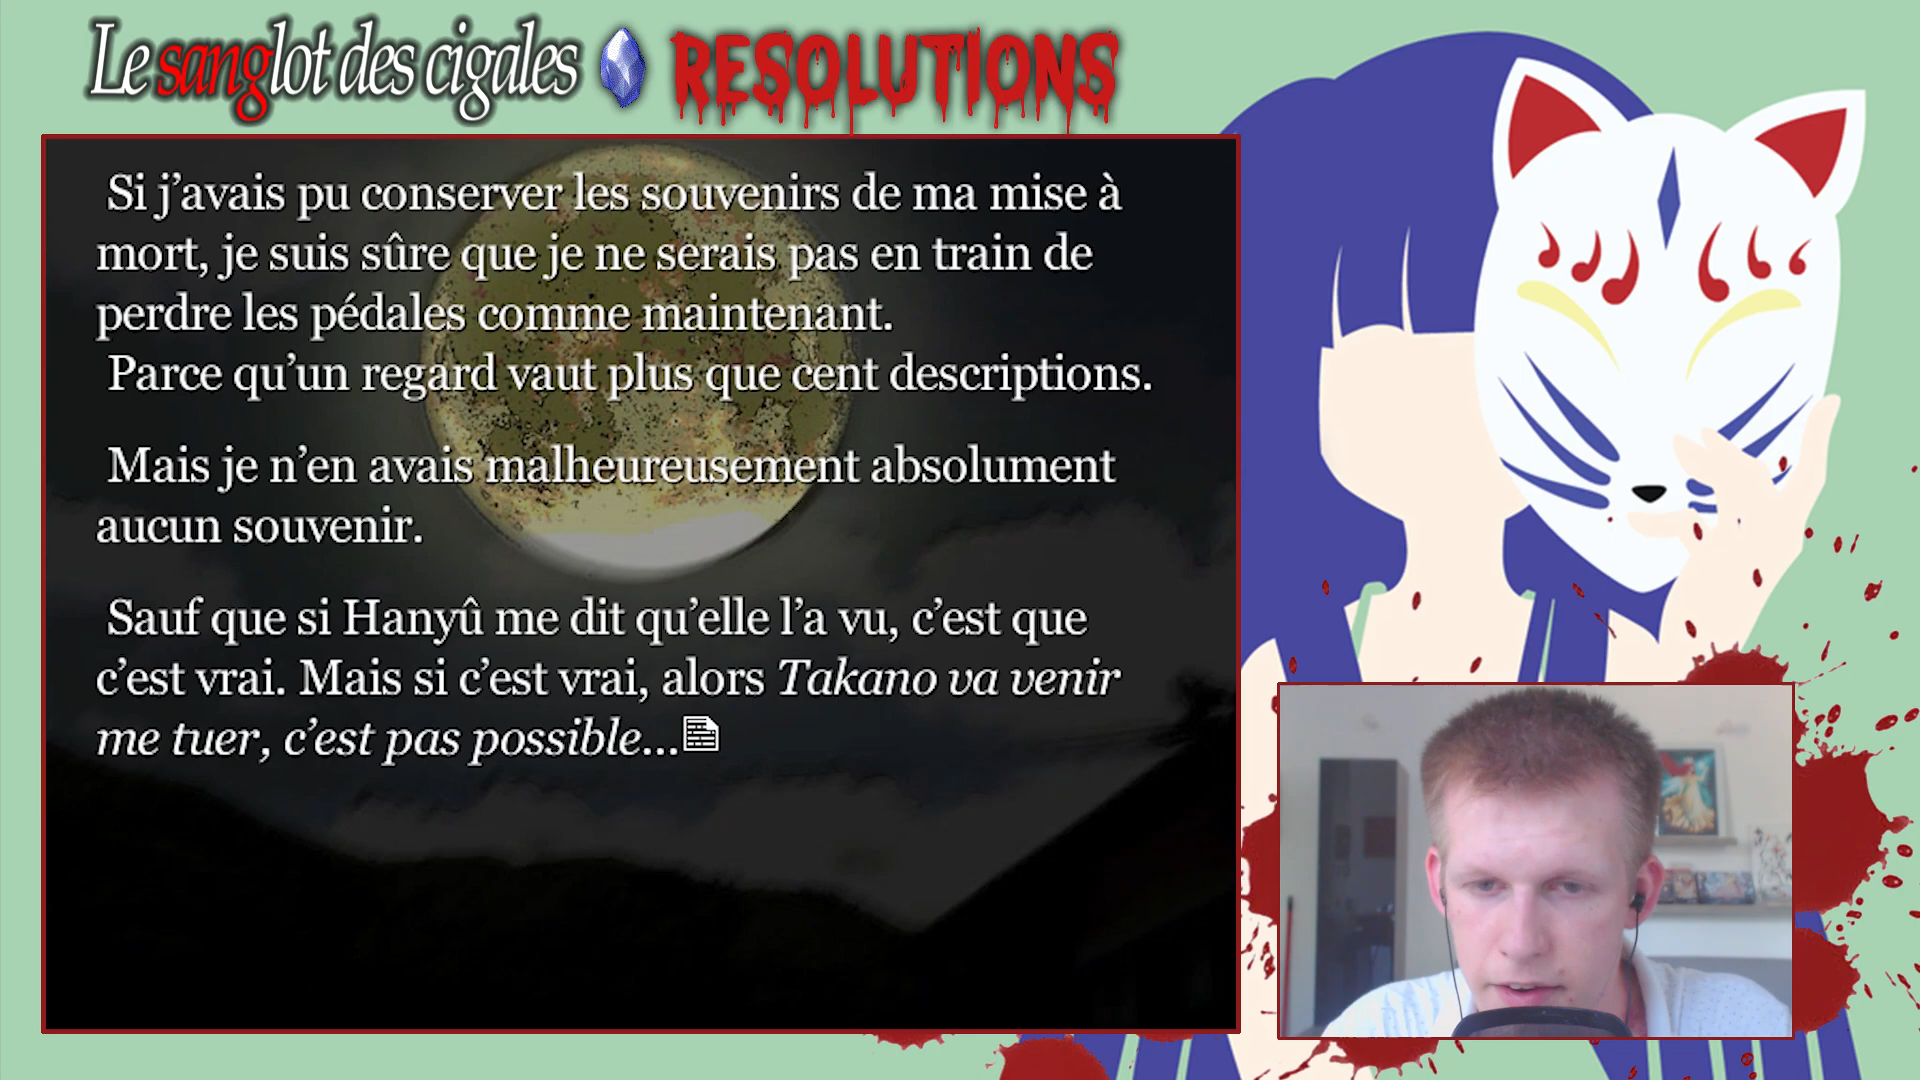 Le sanglot des cigales RESOLUTIONS
Si j’avais pu conserver les souvenirs de ma mise à
mort, je suis sûre que je ne serais pas en train de
perdre les pédales comme maintenant.
Parce qu’un regard vaut plus que cent descriptions.
Mais je n’en avais malheureusement absolument
aucun souvenir.
Sauf que si Hanyû me dit qu’elle l’a vu, c’est que
c’est vrai. Mais si c’est vrai, alors Takano va venir
me tuer, c’est pas possible...